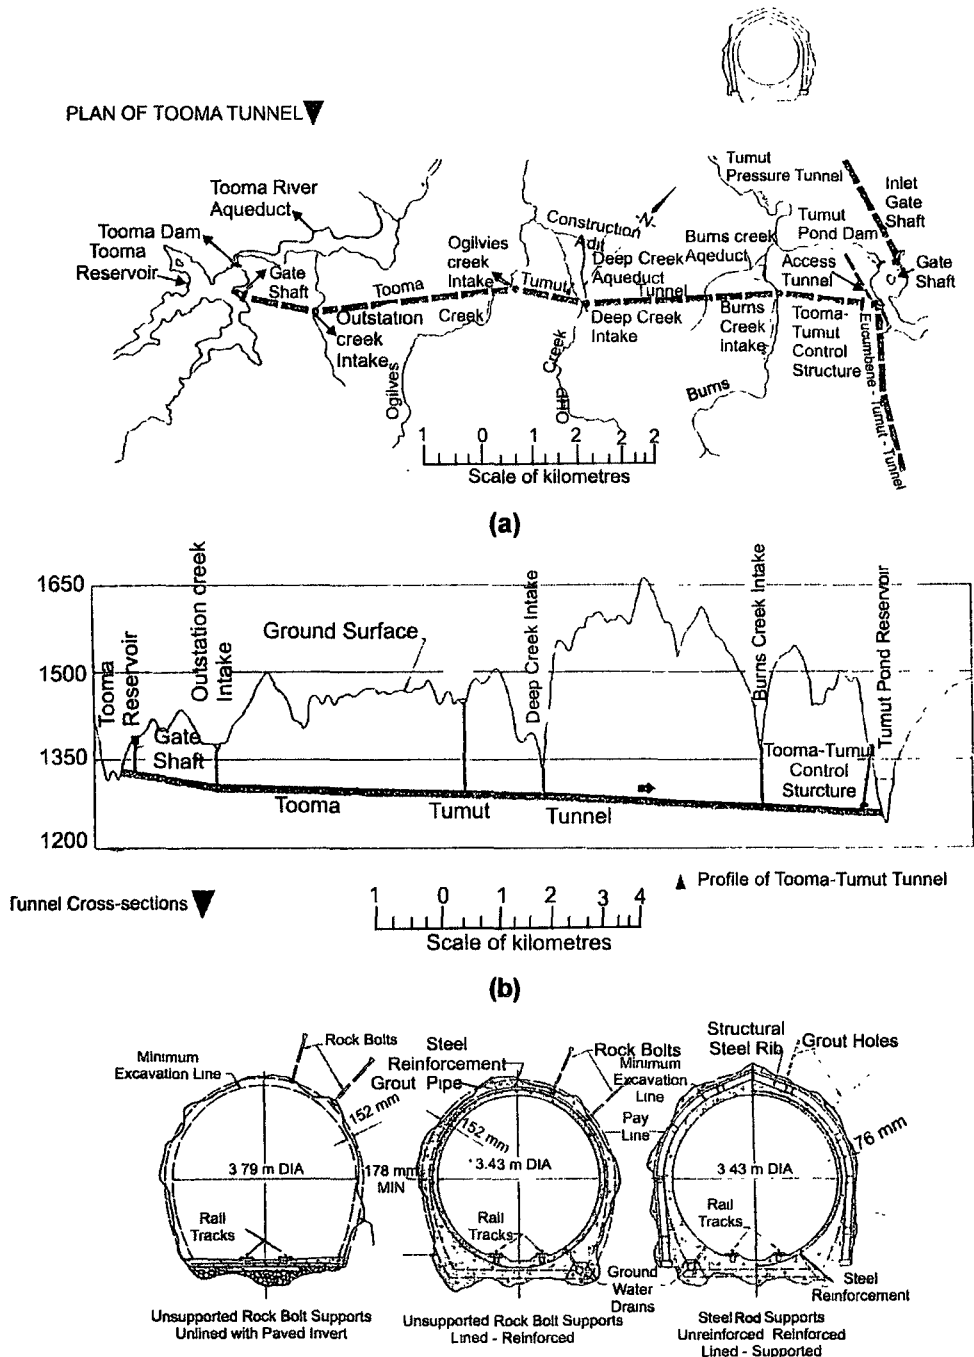 PLAN OF TOOMA TUNNEL
Tooma River
Aqueduct
Tooma Dam
Tooma
Reservoir
Gate
Shaft
Tooma
Outstation
creek
Intake
Ogilvies
creek
Intake
Creek
Ogilves
Tumut
Construction
Adit
N
Deep Creek
Aqueduct
Tunnel
Deep Creek
Intake
Creek
Burns creek
Aqeduct
Burns
Creek
intake
Burns
Tumut
Pressure Tunnel
Inlet
Gate
Shaft
Tumut
Pond Dam
Access
Tunnel
Gate
Shaft
Tooma-
Tumut
Control
Structure
Eucumbene - Tumut - Tunnel
1 0 1 2 2 2
Scale of kilometres
(a)
1650
1500
1350
1200
Tooma
Reservoir
Outstation creek
Intake
Ground Surface
Gate
Shaft
Deep Creek Intake
Burns Creek Intake
Tumut Pond Reservoir
Tooma-Tumut
Control
Sturcture
Tooma Tumut Tunnel
Profile of Tooma-Tumut Tunnel
Tunnel Cross-sections
1 0 1 2 3 4
Scale of kilometres
(b)
Minimum
Excavation Line
Rock Bolts
152 mm
3 79 m DIA
Rail
Tracks
Unsupported Rock Bolt Supports
Unlined with Paved Invert
Steel
Reinforcement
Grout Pipe
Rock Bolts
Minimum
Excavation
Line
Pay
Line
152 mm
178 mm
MIN
3.43 m DIA
Rail
Tracks
Ground
Water
Drains
Unsupported Rock Bolt Supports
Lined - Reinforced
Structural
Steel Rib
Grout Holes
76 mm
3 43 m DIA
Rail
Tracks
Steel
Reinforcement
Steel Rod Supports
Unreinforced Reinforced
Lined - Supported